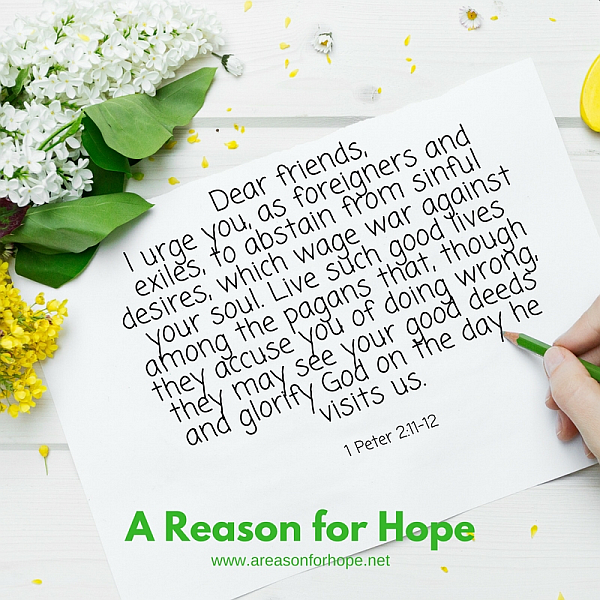 Dear friends,
I urge you, as foreigners and
exiles, to abstain from sinful
desires, which wage war against
your soul. Live such good lives
among the pagans that, though
they accuse you of doing wrong,
they may see your good deeds
and glorify God on the day he
visits us.
1 Peter 2:11-12
A Reason for Hope
www.areasonforhope.net